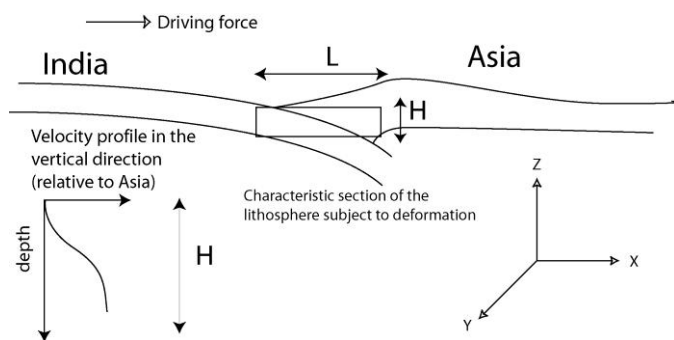 Driving force
India
L
Asia
H
Velocity profile in the
vertical direction
(relative to Asia)
Characteristic section of the
lithosphere subject to deformation
depth
H
Z
X
Y